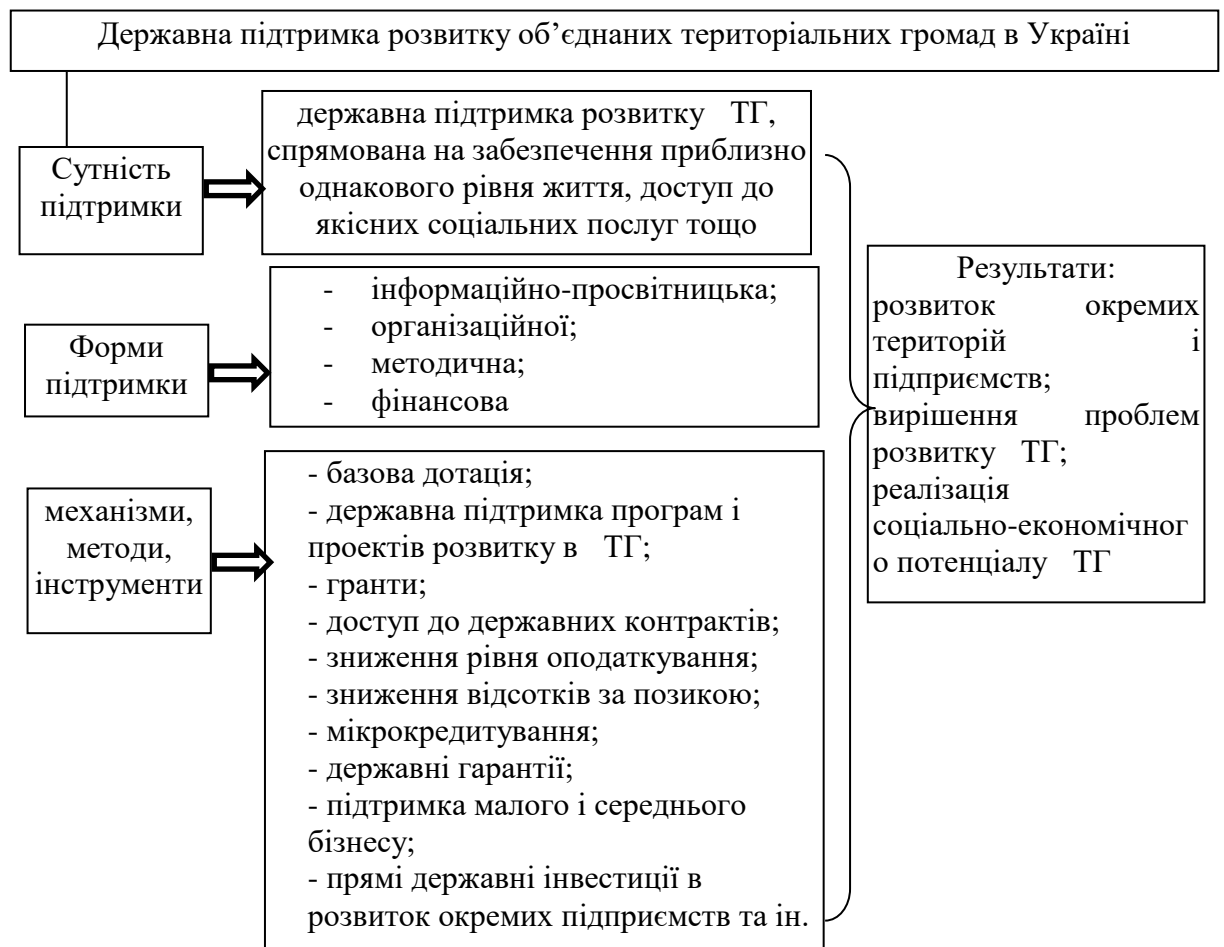 Державна підтримка розвитку об’єднаних територіальних громад в Україні
Сутність
підтримки
державна підтримка розвитку ТГ,
спрямована на забезпечення приблизно
однакового рівня життя, доступ до
якісних соціальних послуг тощо
Форми
підтримки
- інформаційно-просвітницька;
- організаційної;
- методична;
- фінансова
механізми,
методи,
інструменти
- базова дотація;
- державна підтримка програм і
проектів розвитку в ТГ;
- гранти;
- доступ до державних контрактів;
- зниження рівня оподаткування;
- зниження відсотків за позикою;
- мікрокредитування;
- державні гарантії;
- підтримка малого і середнього
бізнесу;
- прямі державні інвестиції в
розвиток окремих підприємств та ін.
Результати:
розвиток окремих
територій і
підприємств;
вирішення проблем
розвитку ТГ;
реалізація
соціально-економічног
о потенціалу ТГ